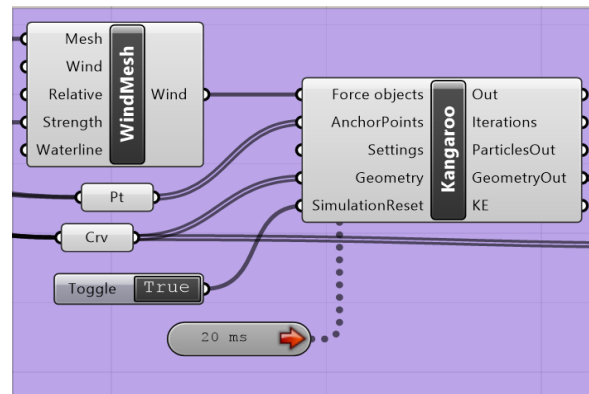 Mesh
Wind
Relative
Strength
Waterline
WindMesh
Wind
Force objects
AnchorPoints
Settings
Geometry
SimulationReset
Kangaroo
Out
Iterations
ParticlesOut
GeometryOut
KE
Pt
Crv
Toggle True
20 ms